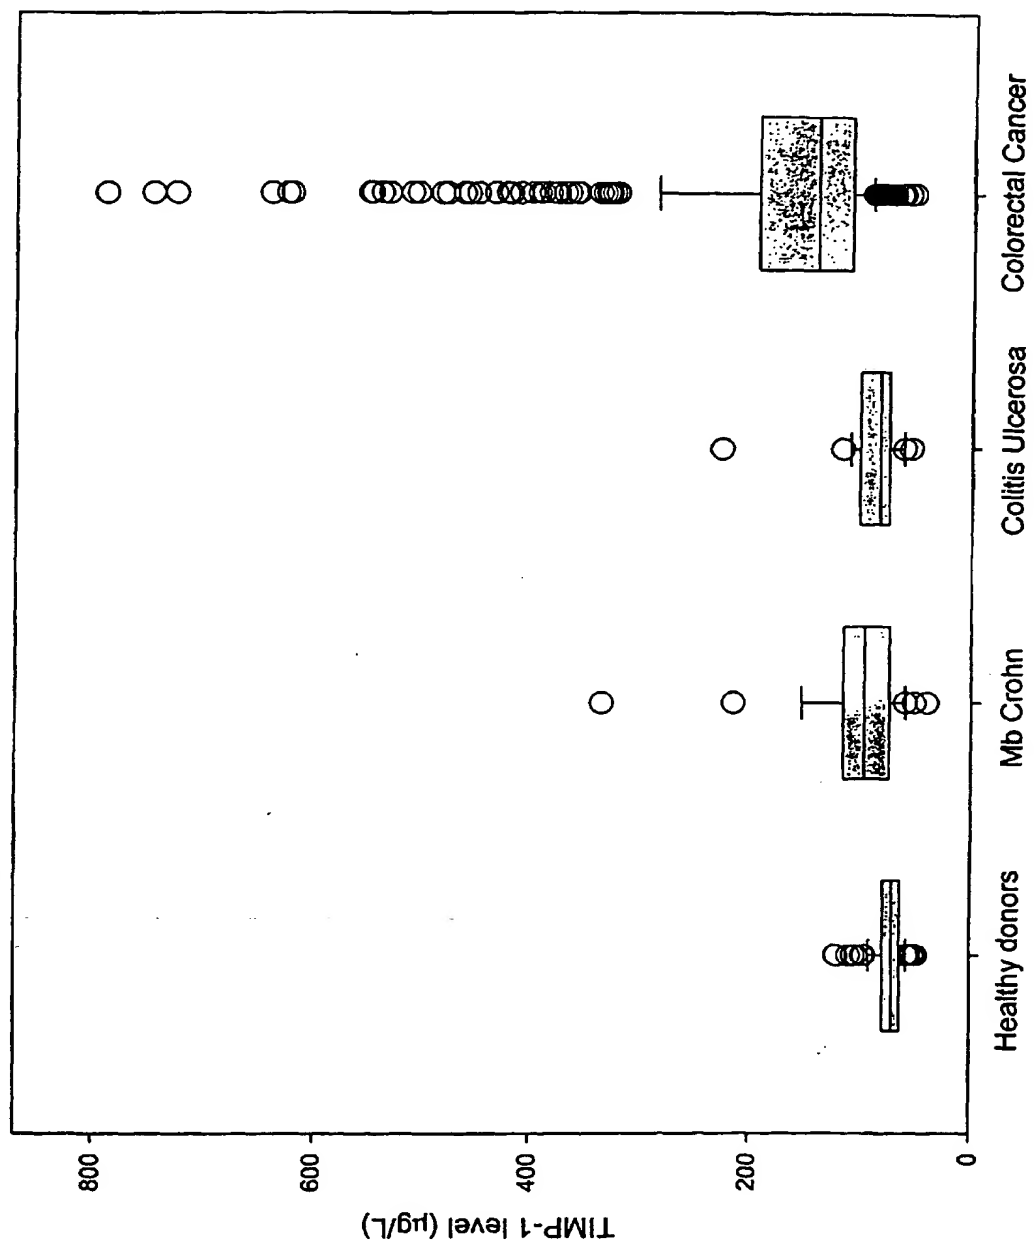 TIMP-1 level (µg/L)
800
600
400
200
0
Healthy donors
Mb Crohn
Colitis Ulcerosa
Colorectal Cancer